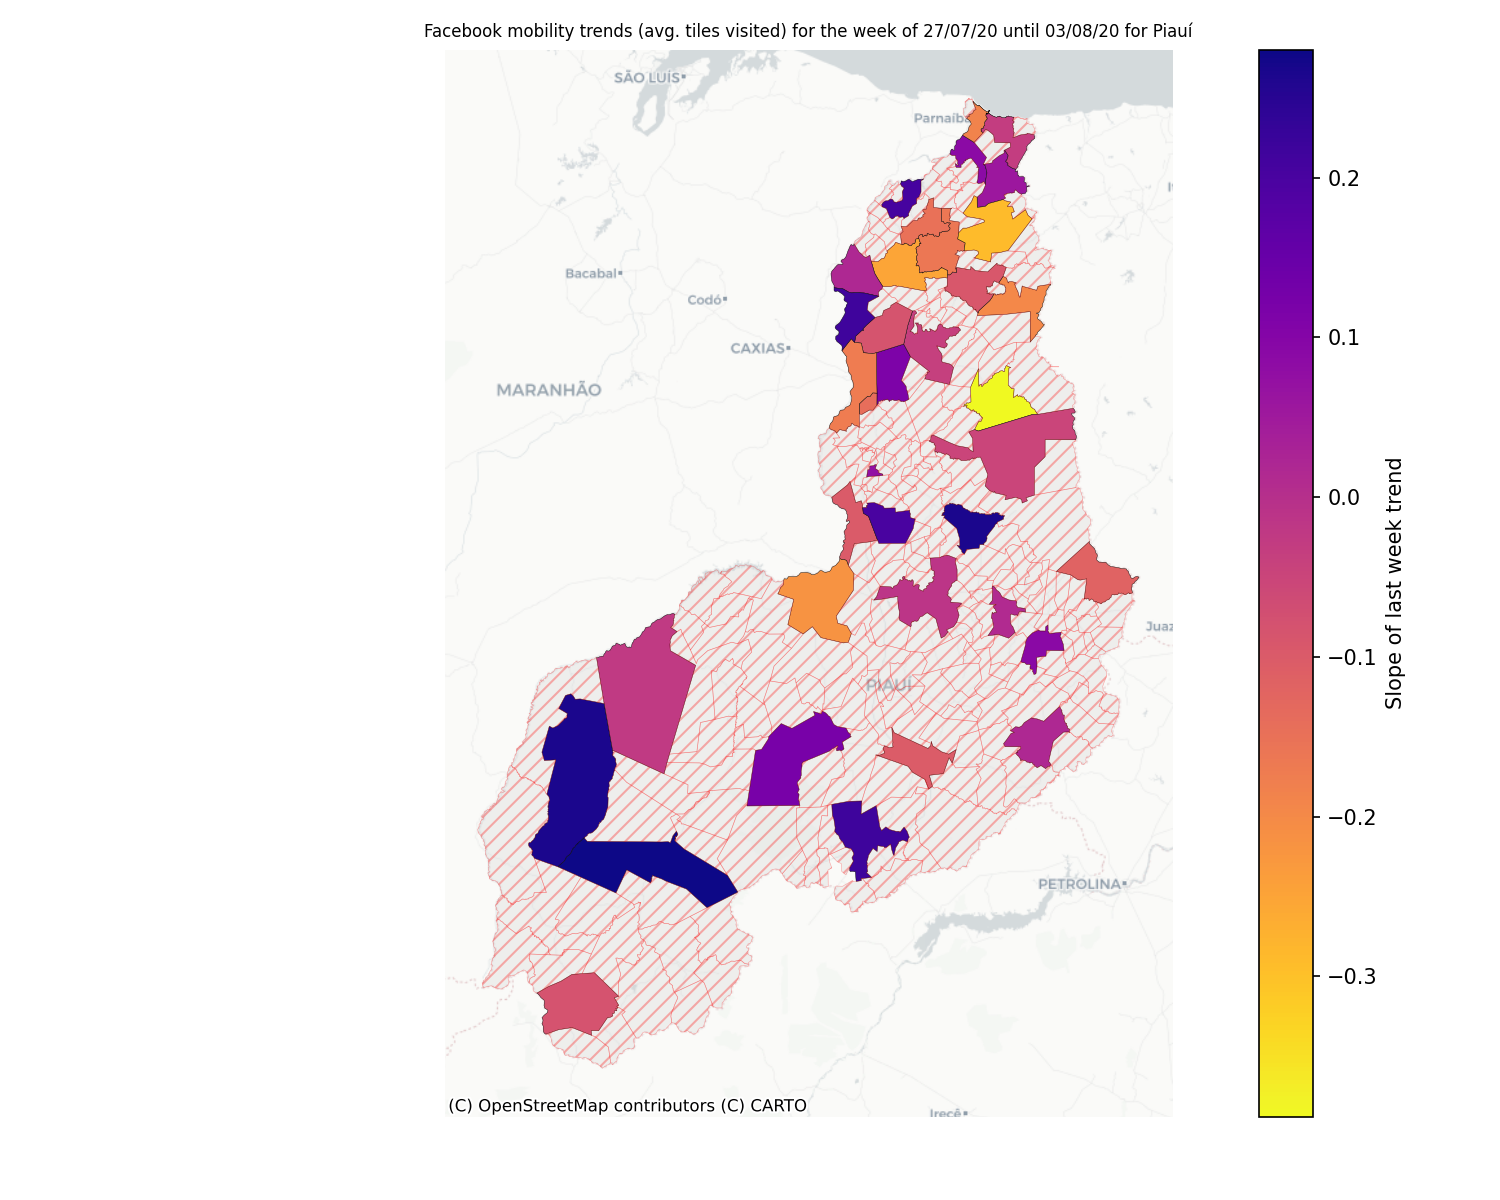 Facebook mobility trends (avg. tiles visited) for the week of 27/07/20 until 03/08/20 for Piauí
SÃO LUÍS
Parnaíba
Bacabal
Codó
CAXIAS
MARANHÃO
Juaz
PIAUÍ
PETROLINA
Irecê
(C) OpenStreetMap contributors (C) CARTO
0.2
0.1
0.0
−0.1
−0.2
−0.3
Slope of last week trend